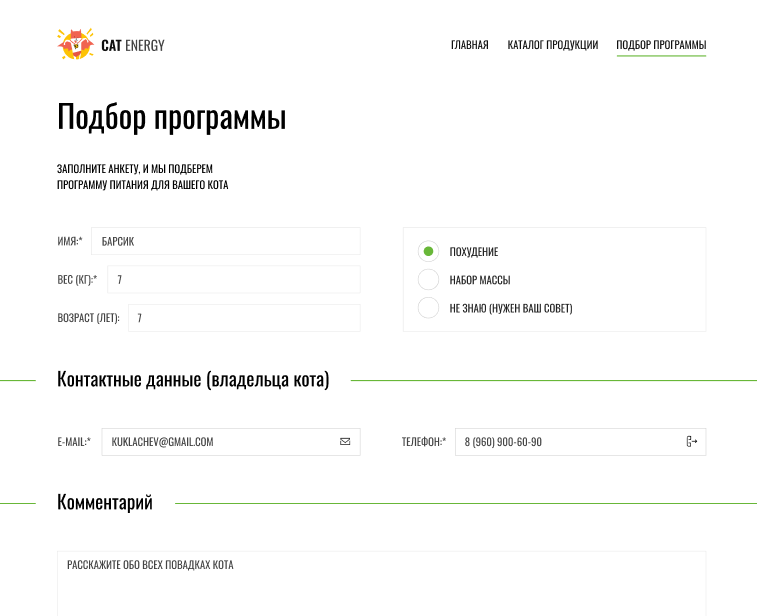 CAT ENERGY
ГЛАВНАЯ КАТАЛОГ ПРОДУКЦИИ ПОДБОР ПРОГРАММЫ
Подбор программы
ЗАПОЛНИТЕ АНКЕТУ, И МЫ ПОДБЕРЕМ
ПРОГРАММУ ПИТАНИЯ ДЛЯ ВАШЕГО КОТА
ИМЯ:* БАРСИК
ВЕС (КГ):* 7
ВОЗРАСТ (ЛЕТ): 7
ПОХУДЕНИЕ
НАБОР МАССЫ
НЕ ЗНАЮ (НУЖЕН ВАШ СОВЕТ)
Контактные данные (владельца кота)
E-MAIL:* KUKLACHEV@GMAIL.COM
ТЕЛЕФОН:* 8 (960) 900-60-90
Комментарий
РАССКАЖИТЕ ОБО ВСЕХ ПОВАДКАХ КОТА